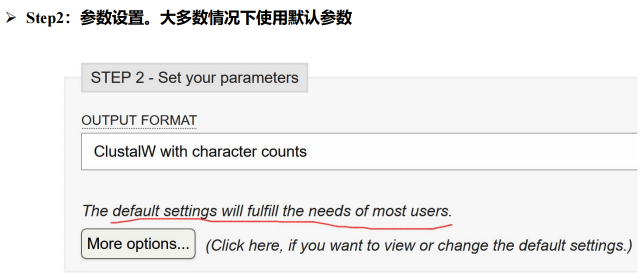 ➢ Step2：参数设置。大多数情况下使用默认参数
STEP 2 - Set your parameters
OUTPUT FORMAT
ClustalW with character counts
The default settings will fulfill the needs of most users.
More options... (Click here, if you want to view or change the default settings.)